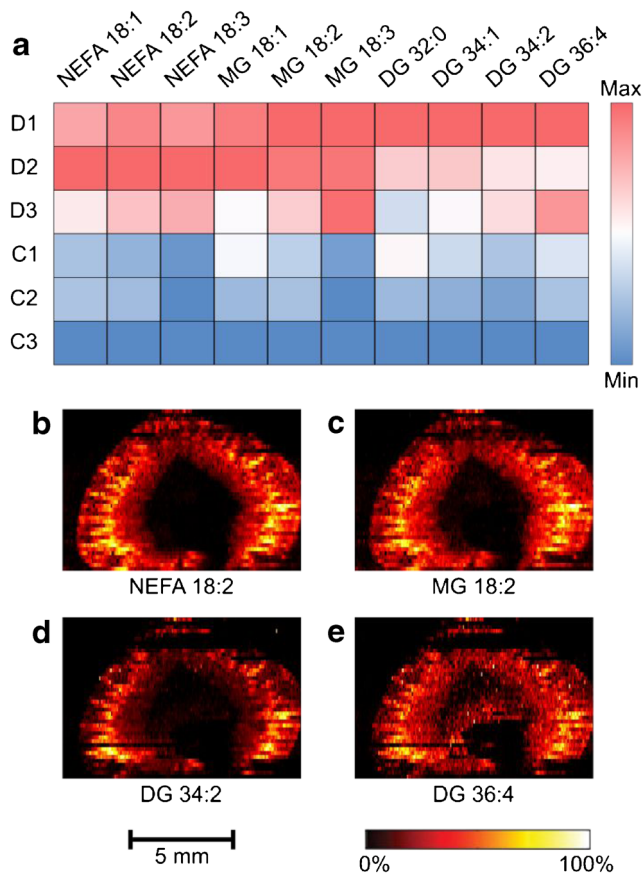 a
NEFA 18:1 NEFA 18:2 NEFA 18:3 MG 18:1 MG 18:2 MG 18:3 DG 32:0 DG 34:1 DG 34:2 DG 36:4
Max
D1
D2
D3
C1
C2
C3
Min
b c
NEFA 18:2 MG 18:2
d e
DG 34:2 DG 36:4
5 mm
0% 100%